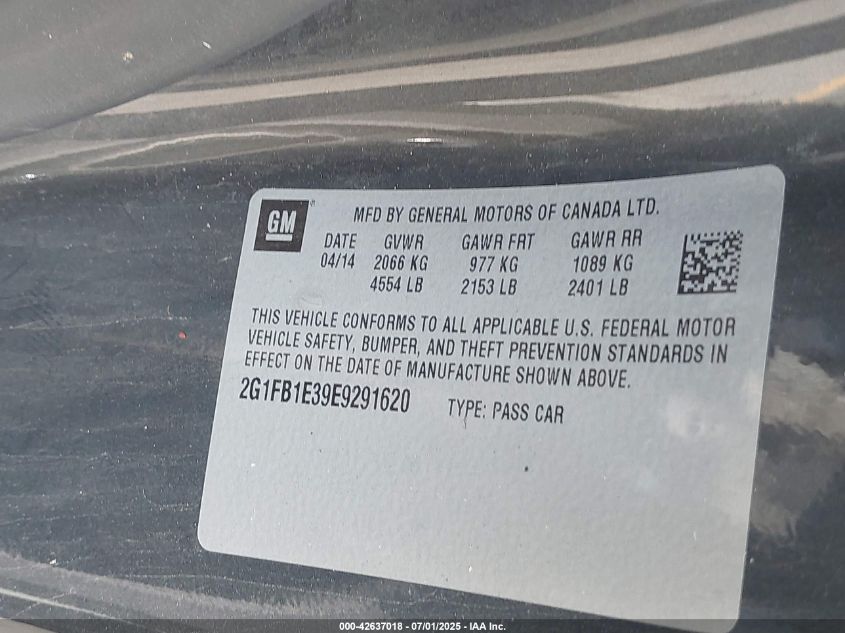 GM
MFD BY GENERAL MOTORS OF CANADA LTD.
DATE GVWR GAWR FRT GAWR RR
04/14 2066 KG 977 KG 1089 KG
4554 LB 2153 LB 2401 LB
THIS VEHICLE CONFORMS TO ALL APPLICABLE U.S. FEDERAL MOTOR
VEHICLE SAFETY, BUMPER, AND THEFT PREVENTION STANDARDS IN
EFFECT ON THE DATE OF MANUFACTURE SHOWN ABOVE.
2G1FB1E39E9291620 TYPE: PASS CAR
000-42637018 - 07/01/2025 - IAA Inc.